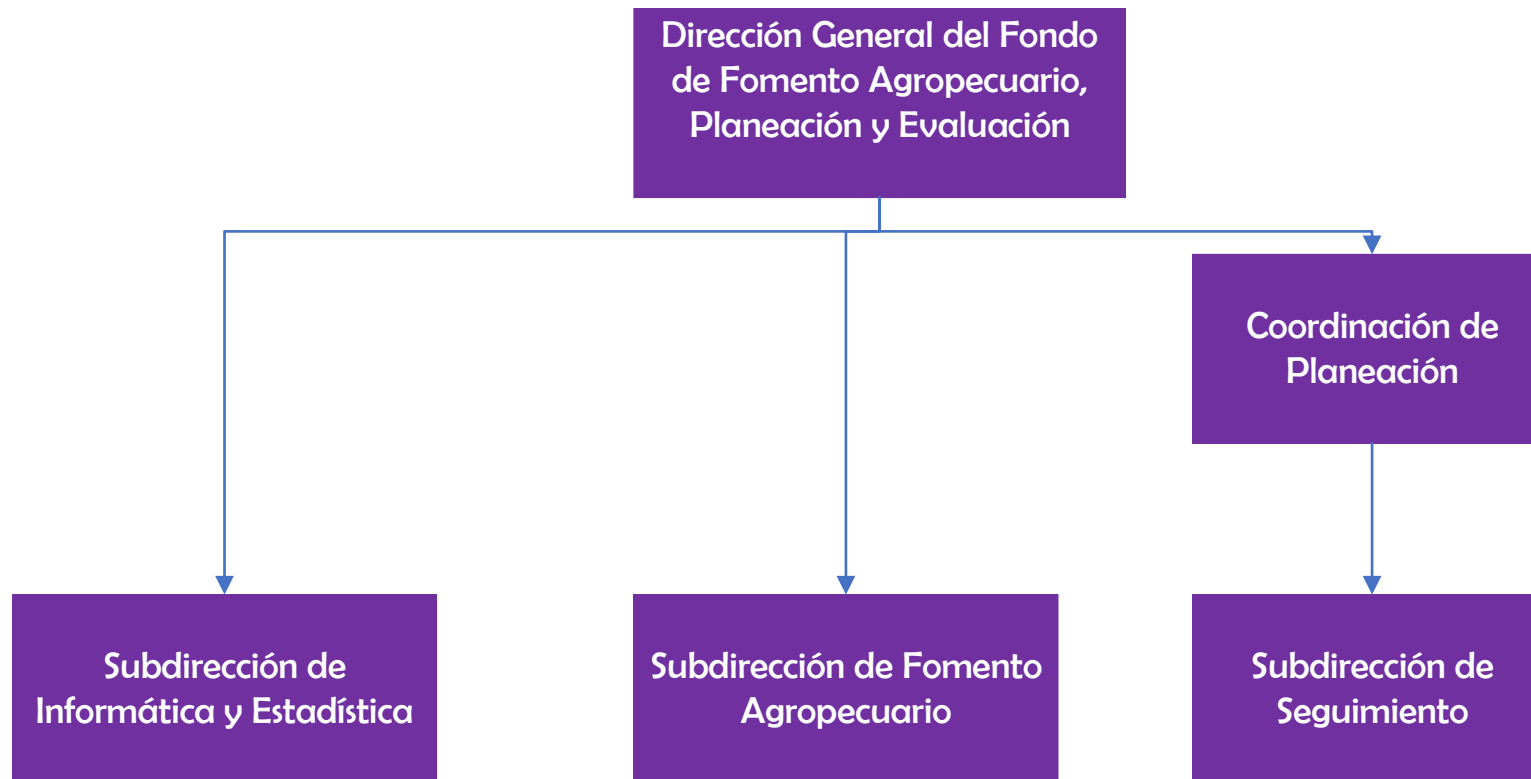 Dirección General del Fondo
de Fomento Agropecuario,
Planeación y Evaluación
Coordinación de
Planeación
Subdirección de
Informática y Estadística
Subdirección de Fomento
Agropecuario
Subdirección de
Seguimiento